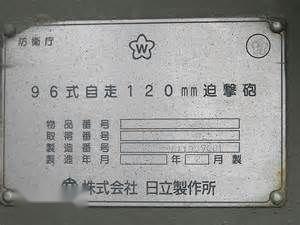 防衛庁
W
96式自走120mm迫撃砲
物品番号
取得番号
製造番号
製造年月 年 月製
株式会社 日立製作所